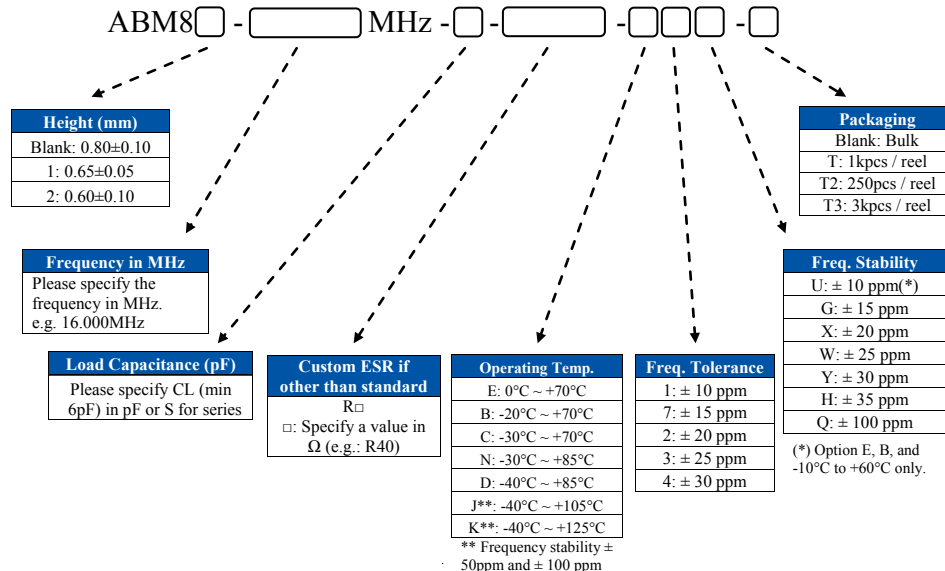 ABM8□ - □ MHz - □ - □ - □□□ - □
Height (mm)
Blank: 0.80±0.10
1: 0.65±0.05
2: 0.60±0.10
Packaging
Blank: Bulk
T: 1kpcs / reel
T2: 250pcs / reel
T3: 3kpcs / reel
Frequency in MHz
Please specify the
frequency in MHz.
e.g. 16.000MHz
Freq. Stability
U: ± 10 ppm(*)
G: ± 15 ppm
X: ± 20 ppm
W: ± 25 ppm
Y: ± 30 ppm
H: ± 35 ppm
Q: ± 100 ppm
(*) Option E, B, and
-10°C to +60°C only.
Load Capacitance (pF)
Please specify CL (min
6pF) in pF or S for series
Custom ESR if
other than standard
R□
□: Specify a value in
Ω (e.g.: R40)
Operating Temp.
E: 0°C ~ +70°C
B: -20°C ~ +70°C
C: -30°C ~ +70°C
N: -30°C ~ +85°C
D: -40°C ~ +85°C
J**: -40°C ~ +105°C
K**: -40°C ~ +125°C
** Frequency stability ±
50ppm and ± 100 ppm
Freq. Tolerance
1: ± 10 ppm
7: ± 15 ppm
2: ± 20 ppm
3: ± 25 ppm
4: ± 30 ppm